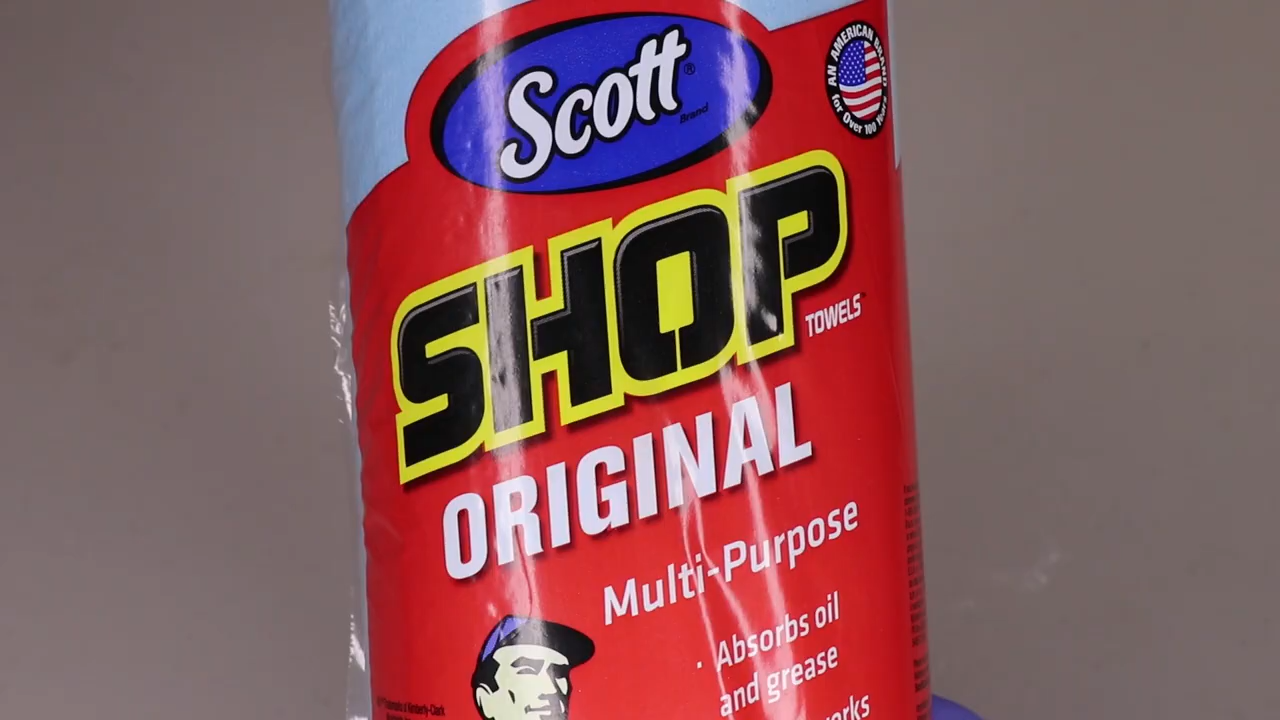 Scott®
Brand
AN AMERICAN BRAND
for Over 100 Years
SHOP
TOWELS
ORIGINAL
Multi-Purpose
· Absorbs oil
and grease